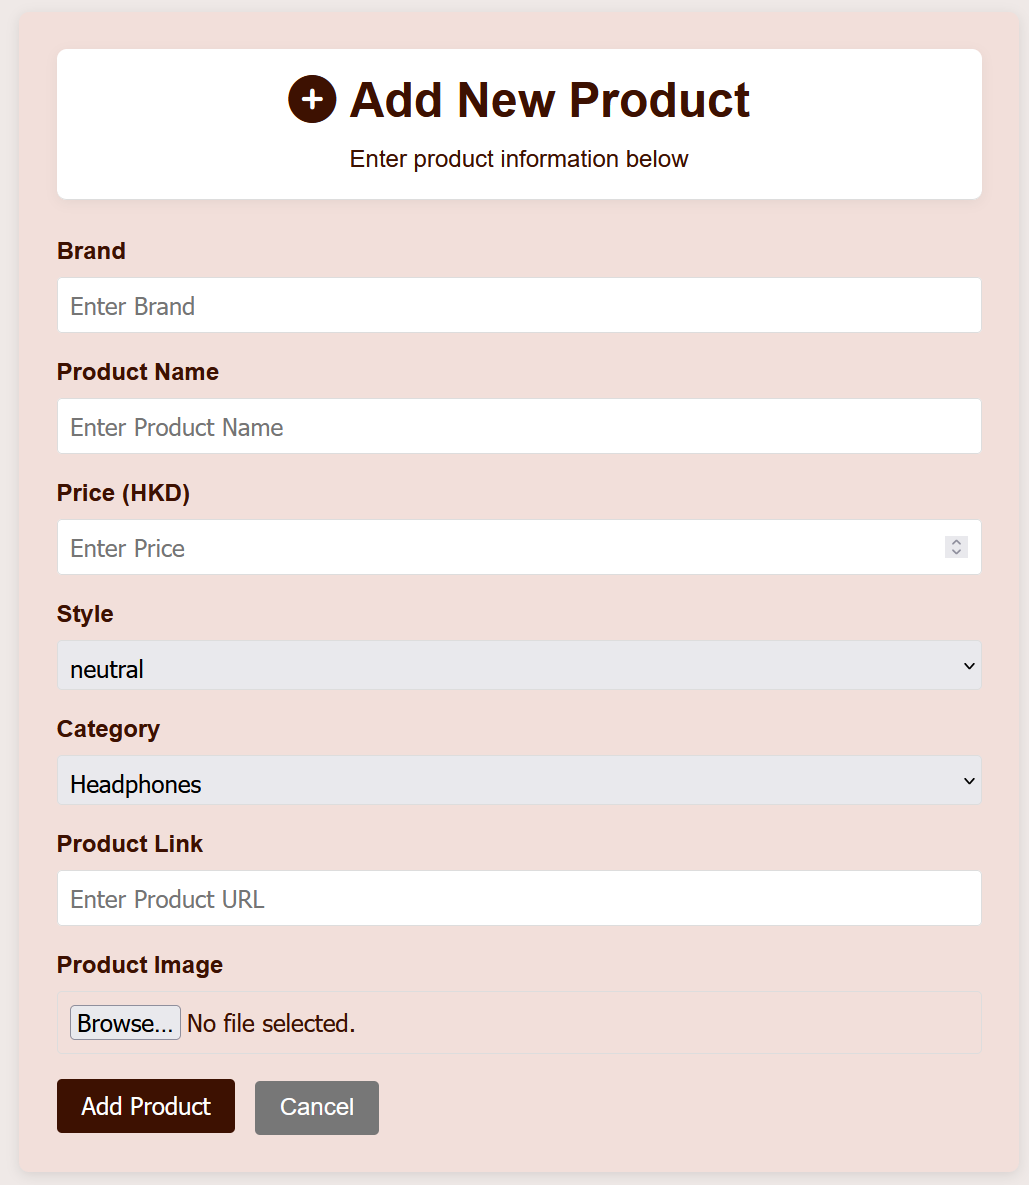 Add New Product
Enter product information below
Brand
Enter Brand
Product Name
Enter Product Name
Price (HKD)
Enter Price
Style
neutral
Category
Headphones
Product Link
Enter Product URL
Product Image
Browse... No file selected.
Add Product Cancel